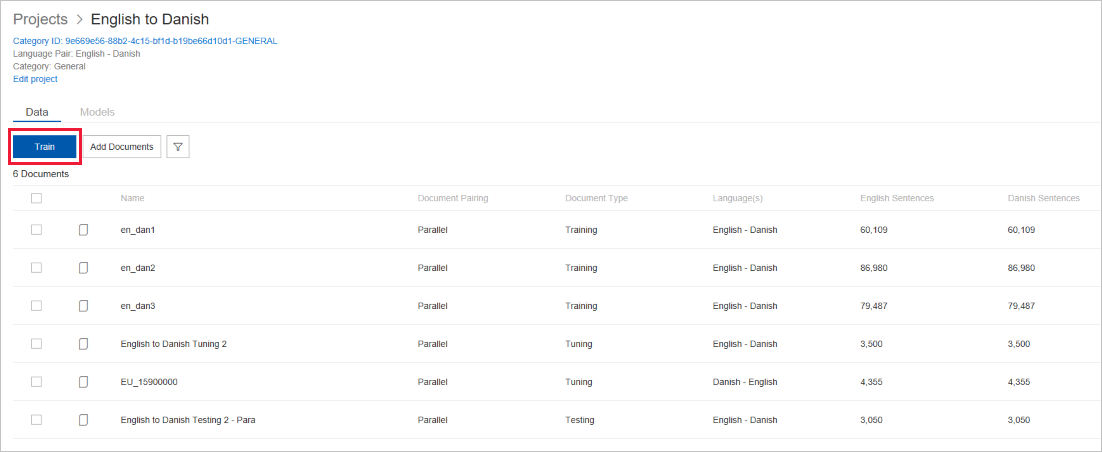 Projects > English to Danish
Category ID: 9e669e56-88b2-4c15-bf1d-b19be66d10d1-GENERAL
Language Pair: English - Danish
Category: General
Edit project
Data Models
Train Add Documents
6 Documents
Name Document Pairing Document Type Language(s) English Sentences Danish Sentences
en_dan1 Parallel Training English - Danish 60,109 60,109
en_dan2 Parallel Training English - Danish 86,980 86,980
en_dan3 Parallel Training English - Danish 79,487 79,487
English to Danish Tuning 2 Parallel Tuning English - Danish 3,500 3,500
EU_15900000 Parallel Tuning Danish - English 4,355 4,355
English to Danish Testing 2 - Para Parallel Testing English - Danish 3,050 3,050